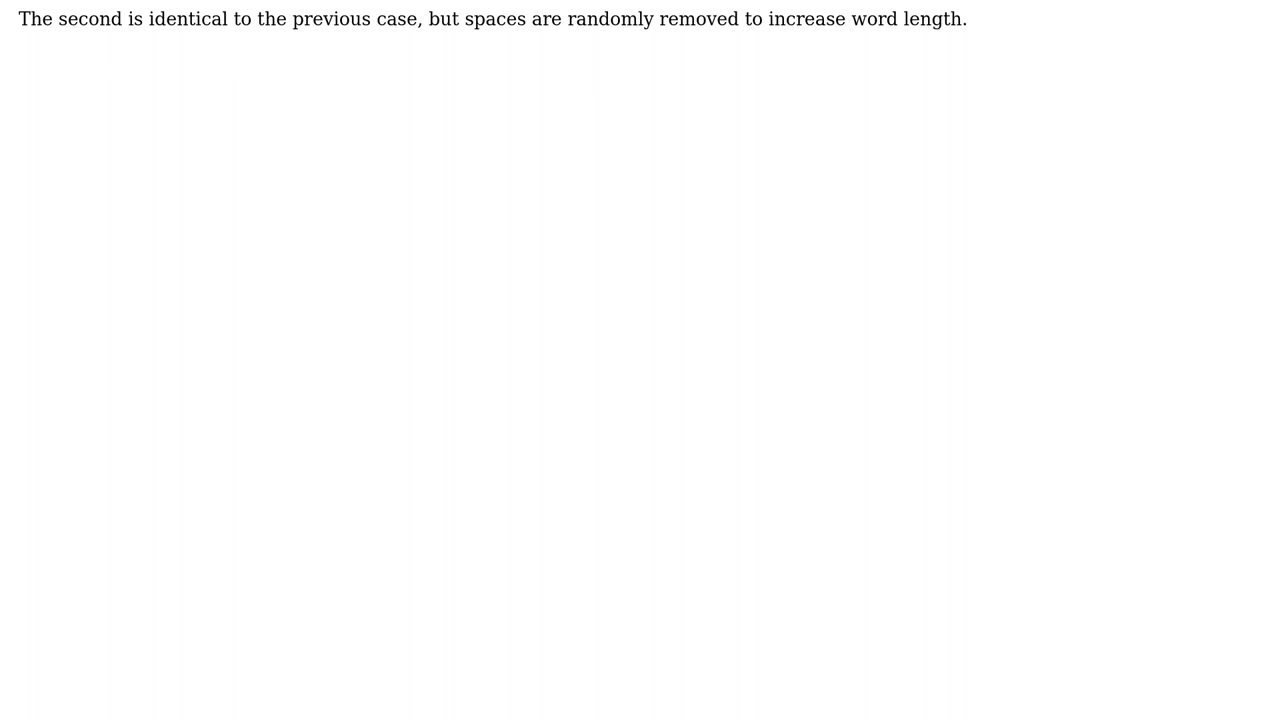 The second is identical to the previous case, but spaces are randomly removed to increase word length.